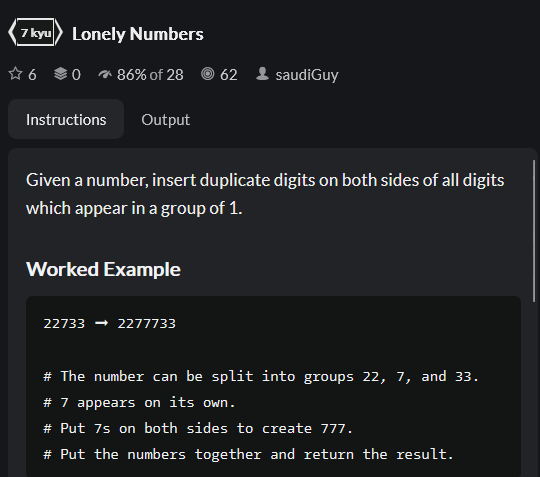 7 kyu Lonely Numbers
6 0 86% of 28 62 saudiGuy
Instructions Output
Given a number, insert duplicate digits on both sides of all digits
which appear in a group of 1.
Worked Example
22733 ➞ 2277733
# The number can be split into groups 22, 7, and 33.
# 7 appears on its own.
# Put 7s on both sides to create 777.
# Put the numbers together and return the result.